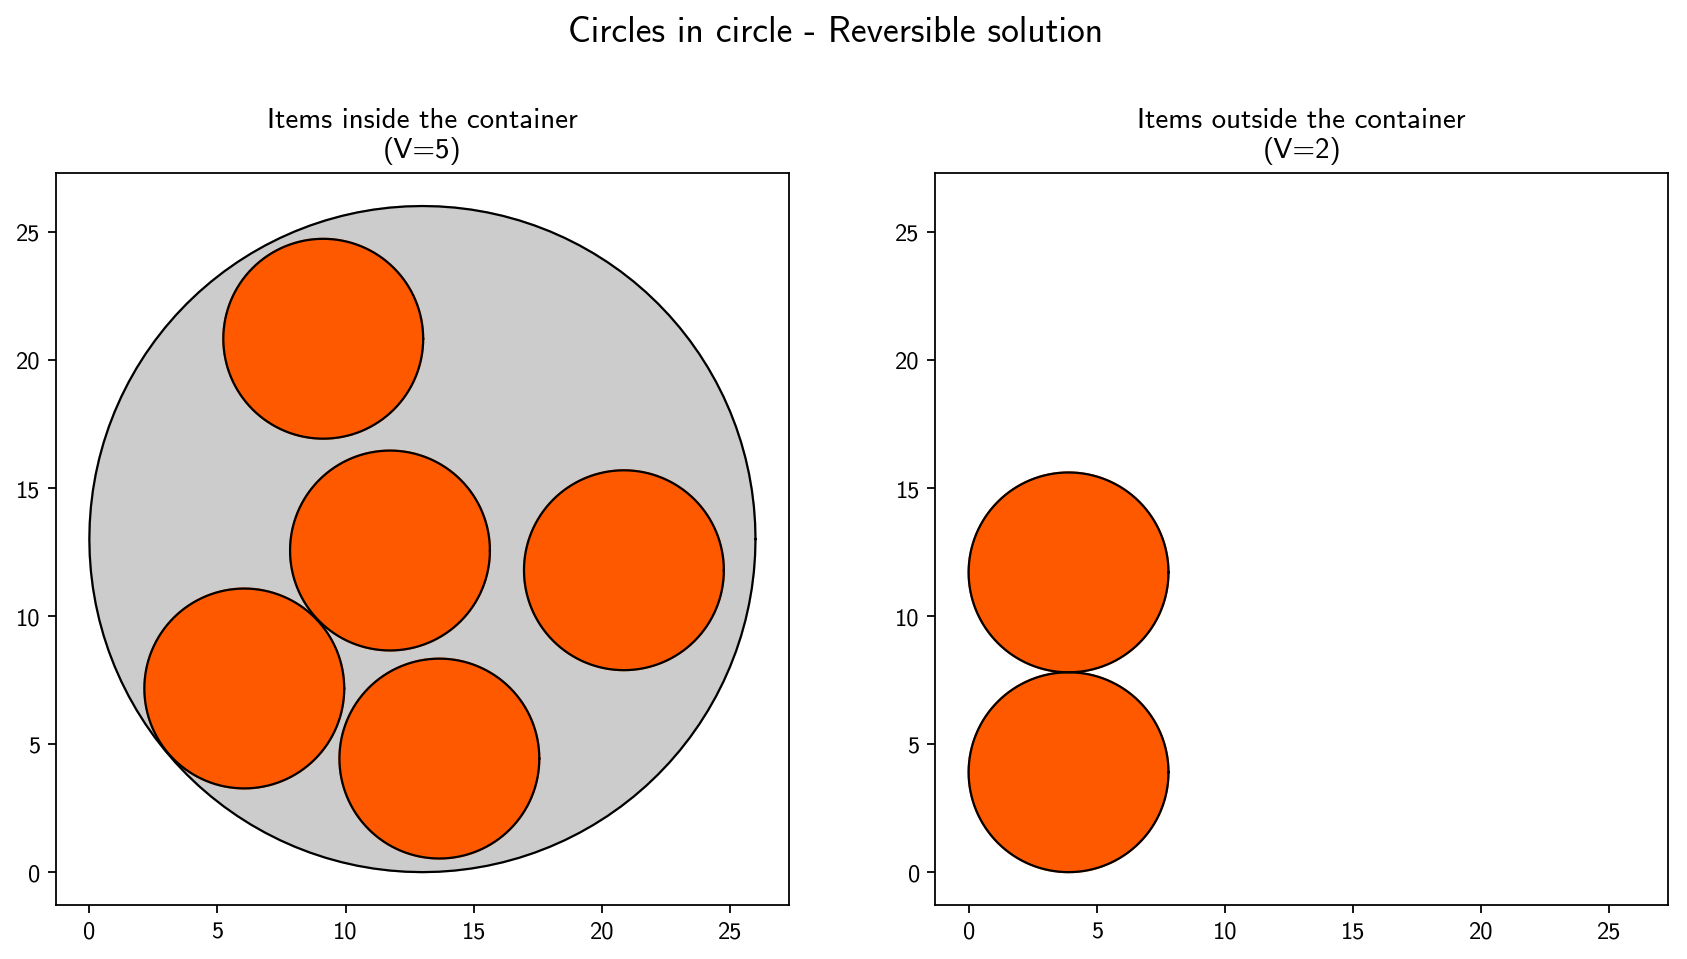 Circles in circle - Reversible solution
Items inside the container
(V=5)
25
20
15
10
5
0
0 5 10 15 20 25
Items outside the container
(V=2)
25
20
15
10
5
0
0 5 10 15 20 25